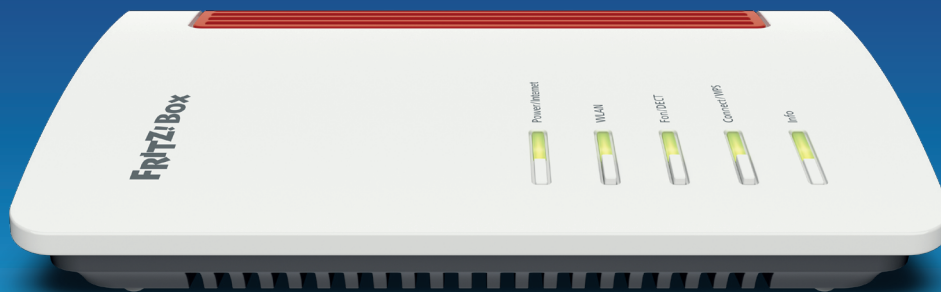 FRITZ!Box
Power/Internet
WLAN
Fon/DECT
Connect/WPS
Info